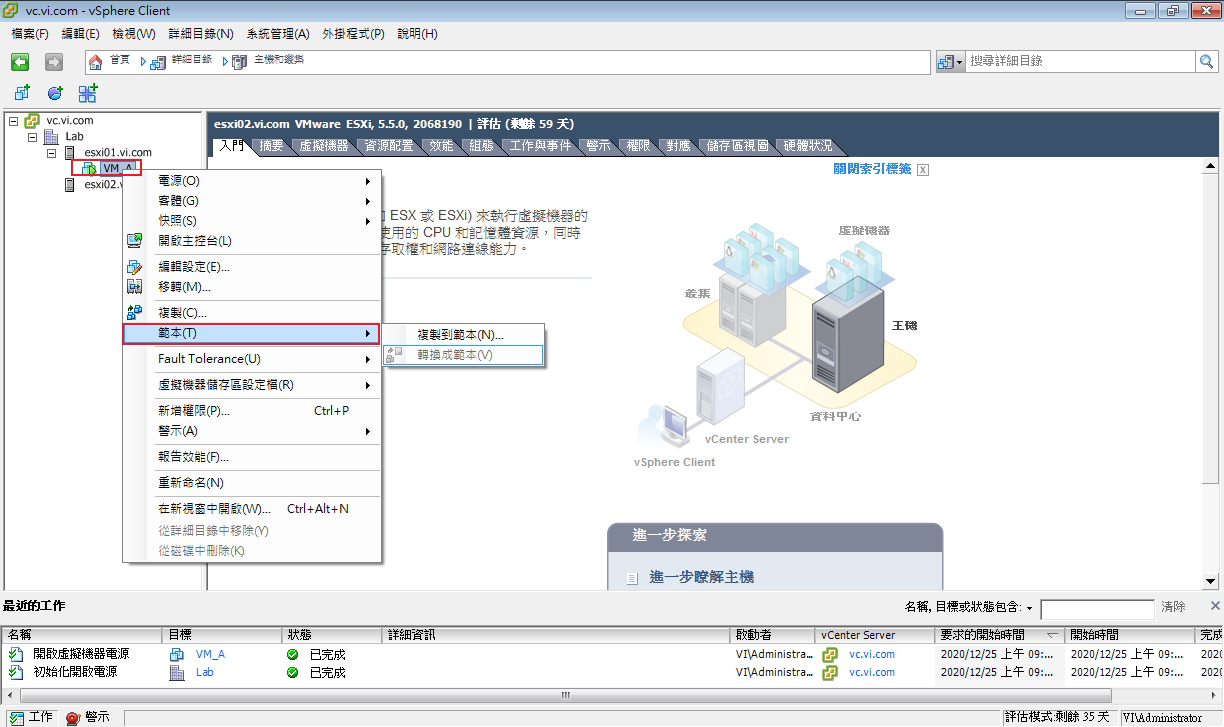 vc.vi.com - vSphere Client
檔案(F) 編輯(E) 檢視(W) 詳細目錄(N) 系統管理(A) 外掛程式(P) 說明(H)
首頁 詳細目錄 主機和叢集 搜尋詳細目錄
vc.vi.com
Lab
esxi01.vi.com
VM_A
esxi02.v
esxi02.vi.com VMware ESXi, 5.5.0, 2068190 | 評估 (剩餘 59 天)
入門 摘要 虛擬機器 資源配置 效能 組態 工作與事件 警示 權限 對應 儲存區視圖 硬體狀況
關閉索引標籤 X
ESX 或 ESXi) 來執行虛擬機器的
使用的 CPU 和記憶體資源，同時
存取權和網路連線能力。
電源(O)
客體(G)
快照(S)
開啟主控台(L)
編輯設定(E)...
移轉(M)...
複製(C)...
範本(T)
Fault Tolerance(U)
虛擬機器儲存區設定檔(R)
新增權限(P)... Ctrl+P
警示(A)
報告效能(F)...
重新命名(N)
在新視窗中開啟(W)... Ctrl+Alt+N
從詳細目錄中移除(Y)
從磁碟中刪除(K)
複製到範本(N)...
轉換成範本(V)
虛擬機器
叢集
主機
資料中心
vCenter Server
vSphere Client
進一步探索
進一步瞭解主機
最近的工作 名稱, 目標或狀態包含: 清除
名稱 目標 狀態 詳細資訊 啟動者 vCenter Server 要求的開始時間 開始時間 完成
開啟虛擬機器電源 VM_A 已完成 VI\Administra... vc.vi.com 2020/12/25 上午 09:... 2020/12/25 上午 09:... 2020
初始化開啟電源 Lab 已完成 VI\Administra... vc.vi.com 2020/12/25 上午 09:... 2020/12/25 上午 09:... 2020
工作 警示 評估模式:剩餘 35 天 VI\Administrator